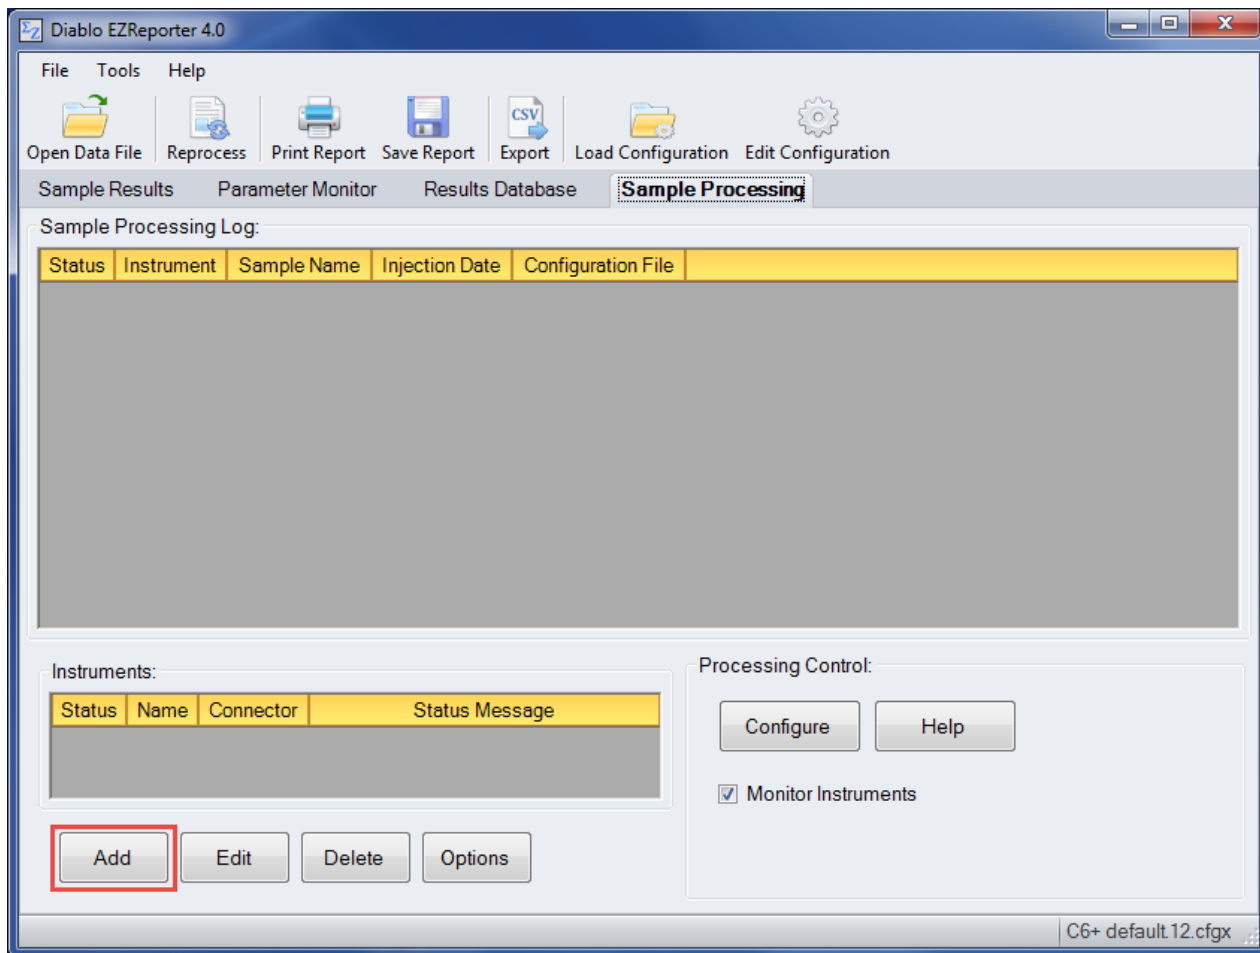 Diablo EZReporter 4.0
File Tools Help
CSV
Open Data File Reprocess Print Report Save Report Export Load Configuration Edit Configuration
Sample Results Parameter Monitor Results Database Sample Processing
Sample Processing Log:
Status Instrument Sample Name Injection Date Configuration File
Instruments:
Status Name Connector Status Message
Add Edit Delete Options
Processing Control:
Configure Help
Monitor Instruments
C6+ default.12.cfgx